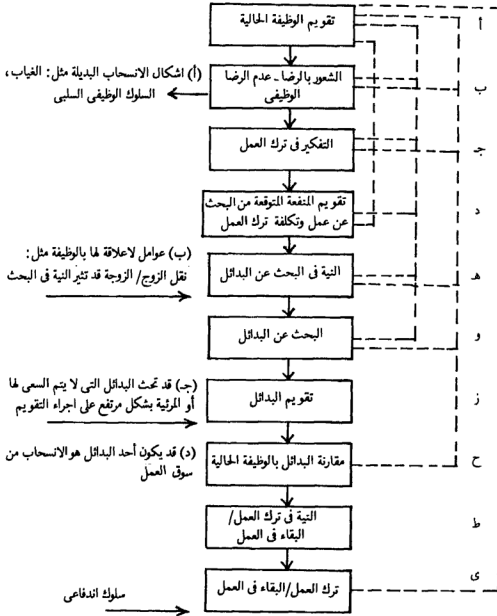 تقويم الوظيفة الحالية
أ
الشعور بالرضا - عدم الرضا
الوظيفى
ب
(أ) اشكال الانسحاب البديلة مثل: الغياب،
السلوك الوظيفى السلبى
التفكير فى ترك العمل
جـ
تقويم المنفعة المتوقعة من البحث
عن عمل وتكلفة ترك العمل
د
(ب) عوامل لاعلاقة لها بالوظيفة مثل:
نقل الزوج/ الزوجة قد تثير النية فى البحث
النية فى البحث عن البدائل
هـ
البحث عن البدائل
و
(جـ) قد تحث البدائل التى لا يتم السعى لها
أو المرئية بشكل مرتفع على اجراء التقويم
تقويم البدائل
ز
(د) قد يكون أحد البدائل هو الانسحاب من
سوق العمل
مقارنة البدائل بالوظيفة الحالية
ح
النية فى ترك العمل/
البقاء فى العمل
ط
ترك العمل/البقاء فى العمل
ى
سلوك اندفاعى